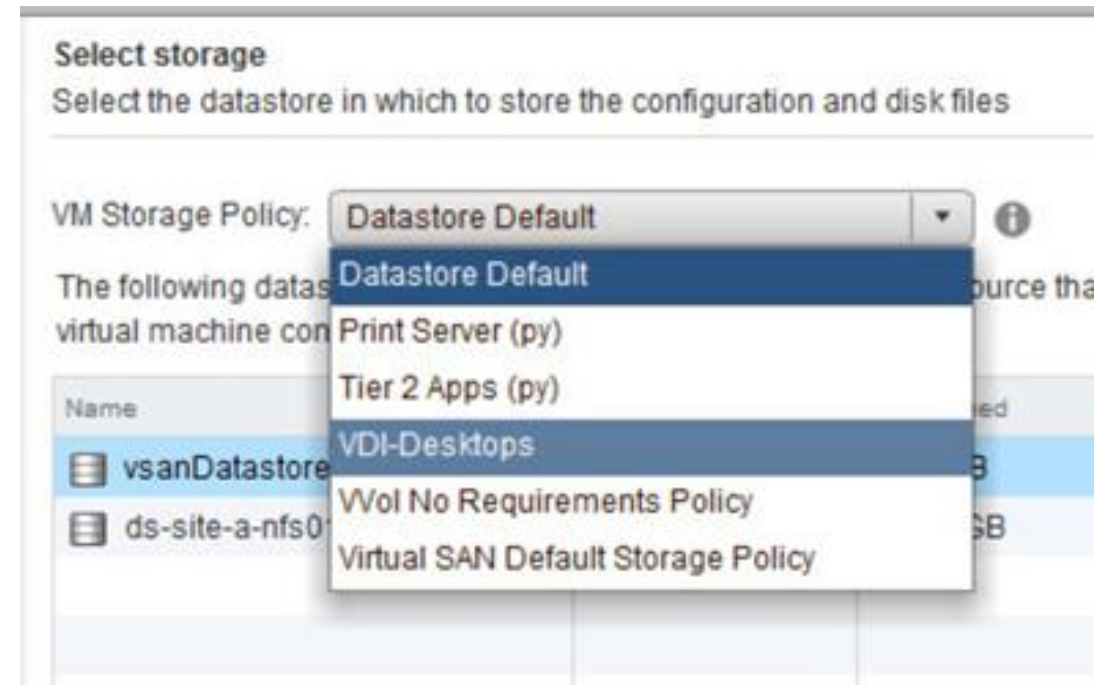 Select storage
Select the datastore in which to store the configuration and disk files
VM Storage Policy: Datastore Default
Datastore Default
The following datas
Print Server (py)
virtual machine con
Tier 2 Apps (py)
Name
VDI-Desktops
vsanDatastore
VVol No Requirements Policy
ds-site-a-nfs0
Virtual SAN Default Storage Policy